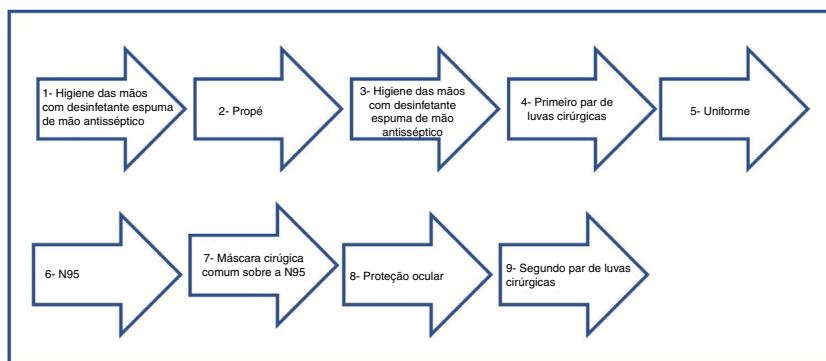 1- Higiene das mãos
com desinfetante espuma
de mão antisséptico
2- Propé
3- Higiene das mãos
com desinfetante
espuma de mão
antisséptico
4- Primeiro par de
luvas cirúrgicas
5- Uniforme
6- N95
7- Máscara cirúgica
comum sobre a N95
8- Proteção ocular
9- Segundo par de luvas
cirúrgicas